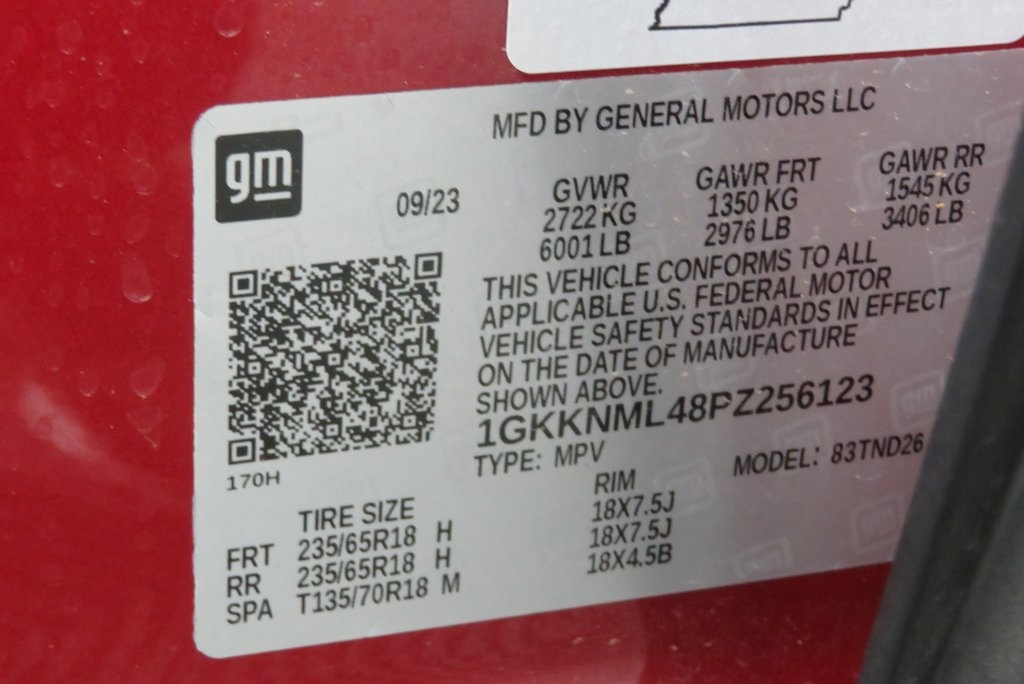 MFD BY GENERAL MOTORS LLC
gm
09/23
GVWR
2722 KG
6001 LB
GAWR FRT
1350 KG
2976 LB
GAWR RR
1545 KG
3406 LB
THIS VEHICLE CONFORMS TO ALL
APPLICABLE U.S. FEDERAL MOTOR
VEHICLE SAFETY STANDARDS IN EFFECT
ON THE DATE OF MANUFACTURE
SHOWN ABOVE.
1GKKNML48PZ256123
TYPE: MPV
MODEL: 83TND26
170H
TIRE SIZE
RIM
FRT 235/65R18 H 18X7.5J
RR 235/65R18 H 18X7.5J
SPA T135/70R18 M 18X4.5B